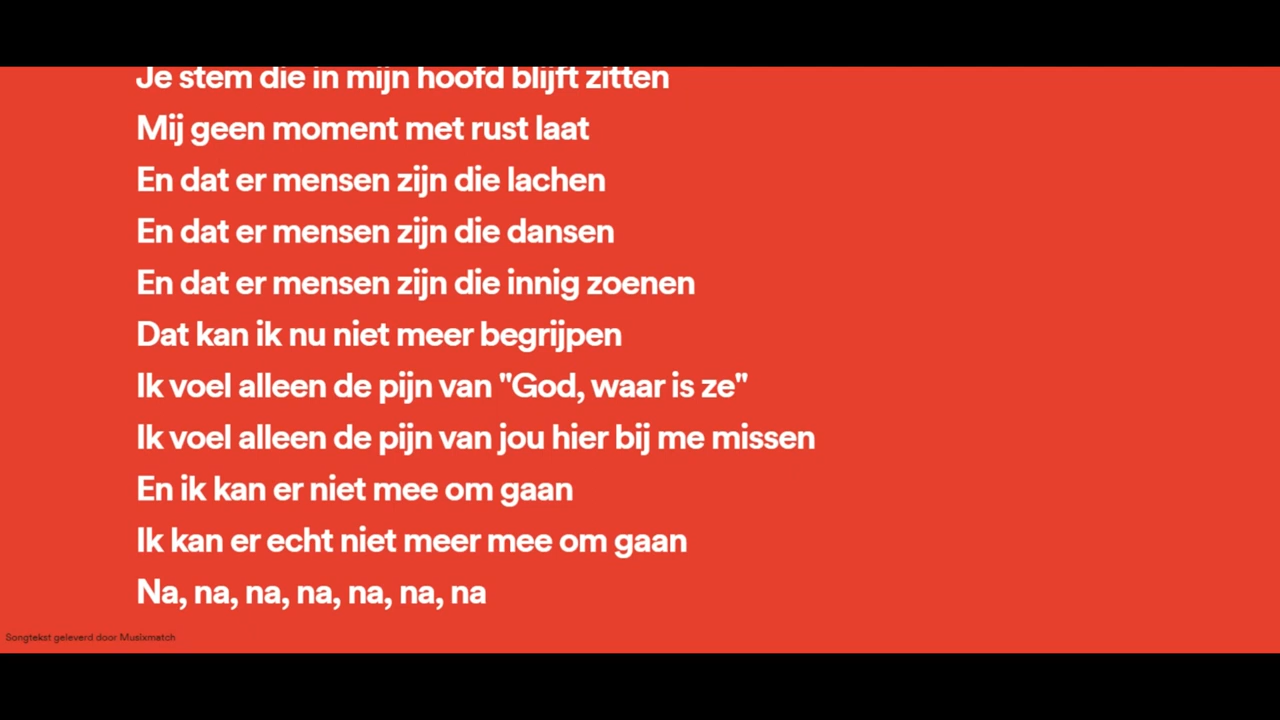 Je stem die in mijn hoofd blijft zitten
Mij geen moment met rust laat
En dat er mensen zijn die lachen
En dat er mensen zijn die dansen
En dat er mensen zijn die innig zoenen
Dat kan ik nu niet meer begrijpen
Ik voel alleen de pijn van "God, waar is ze"
Ik voel alleen de pijn van jou hier bij me missen
En ik kan er niet mee om gaan
Ik kan er echt niet meer mee om gaan
Na, na, na, na, na, na, na
Songtekst geleverd door Musixmatch